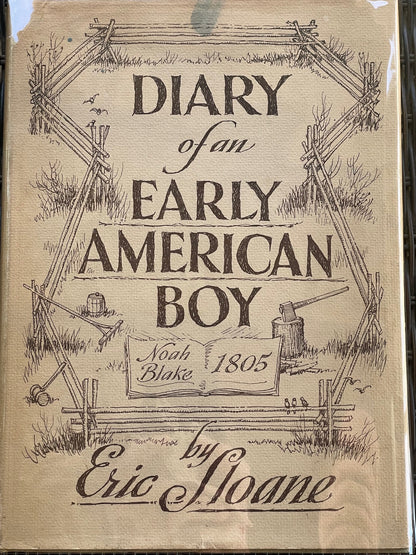 DIARY
of an
EARLY
AMERICAN
BOY
Noah 1805
Blake
by
Eric Sloane